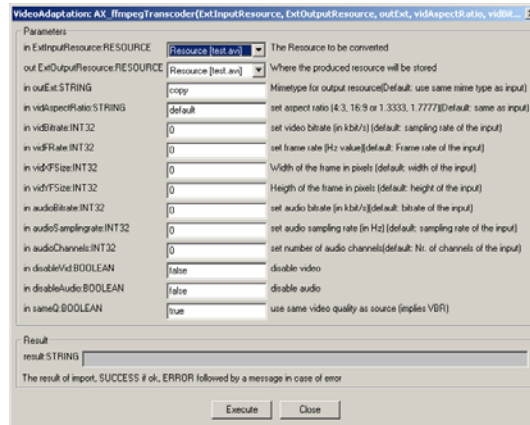 VideoAdaptation: AX_ffmpegTranscoder(ExtInputResource, ExtOutputResource, outExt, vidAspectRatio, vidBit...
Parameters
in ExtInputResource:RESOURCE Resource [test.avi] The Resource to be converted
out ExtOutputResource:RESOURCE Resource [test.avi] Where the produced resource will be stored
in outExt:STRING copy Mimetype for output resource(Default: use same mime type as input)
in vidAspectRatio:STRING default set aspect ratio (4:3, 16:9 or 1.3333, 1.7777)(Default: same as input)
in vidBitrate:INT32 0 set video bitrate (in kbit/s) (default: sampling rate of the input)
in vidFRate:INT32 0 set frame rate (Hz value)(default: Frame rate of the input)
in vidXFSize:INT32 0 Width of the frame in pixels (default: width of the input)
in vidYFSize:INT32 0 Heigth of the frame in pixels (default: height of the input)
in audioBitrate:INT32 0 set audio bitrate (in kbit/s)(default: bitrate of the input)
in audioSamplingrate:INT32 0 set audio sampling rate (in Hz) (default: sampling rate of the input)
in audioChannels:INT32 0 set number of audio channels(default: Nr. of channels of the input)
in disableVid:BOOLEAN false disable video
in disableAudio:BOOLEAN false disable audio
in sameQ:BOOLEAN true use same video quality as source (implies VBR)
Result
result:STRING
The result of import, SUCCESS if ok, ERROR followed by a message in case of error
Execute Close